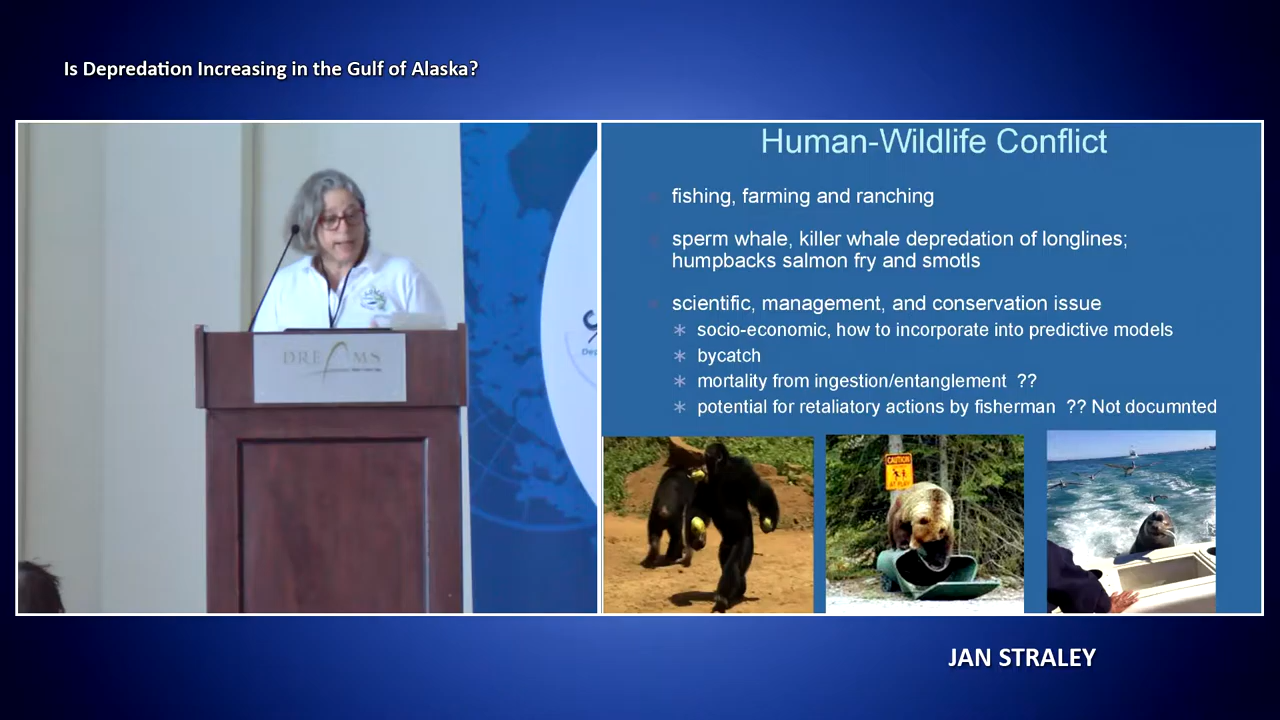 Is Depredation Increasing in the Gulf of Alaska?
Human-Wildlife Conflict
fishing, farming and ranching
sperm whale, killer whale depredation of longlines;
humpbacks salmon fry and smotls
scientific, management, and conservation issue
socio-economic, how to incorporate into predictive models
bycatch
mortality from ingestion/entanglement ??
potential for retaliatory actions by fisherman ?? Not documnted
DREAMS
CAUTION
JAN STRALEY